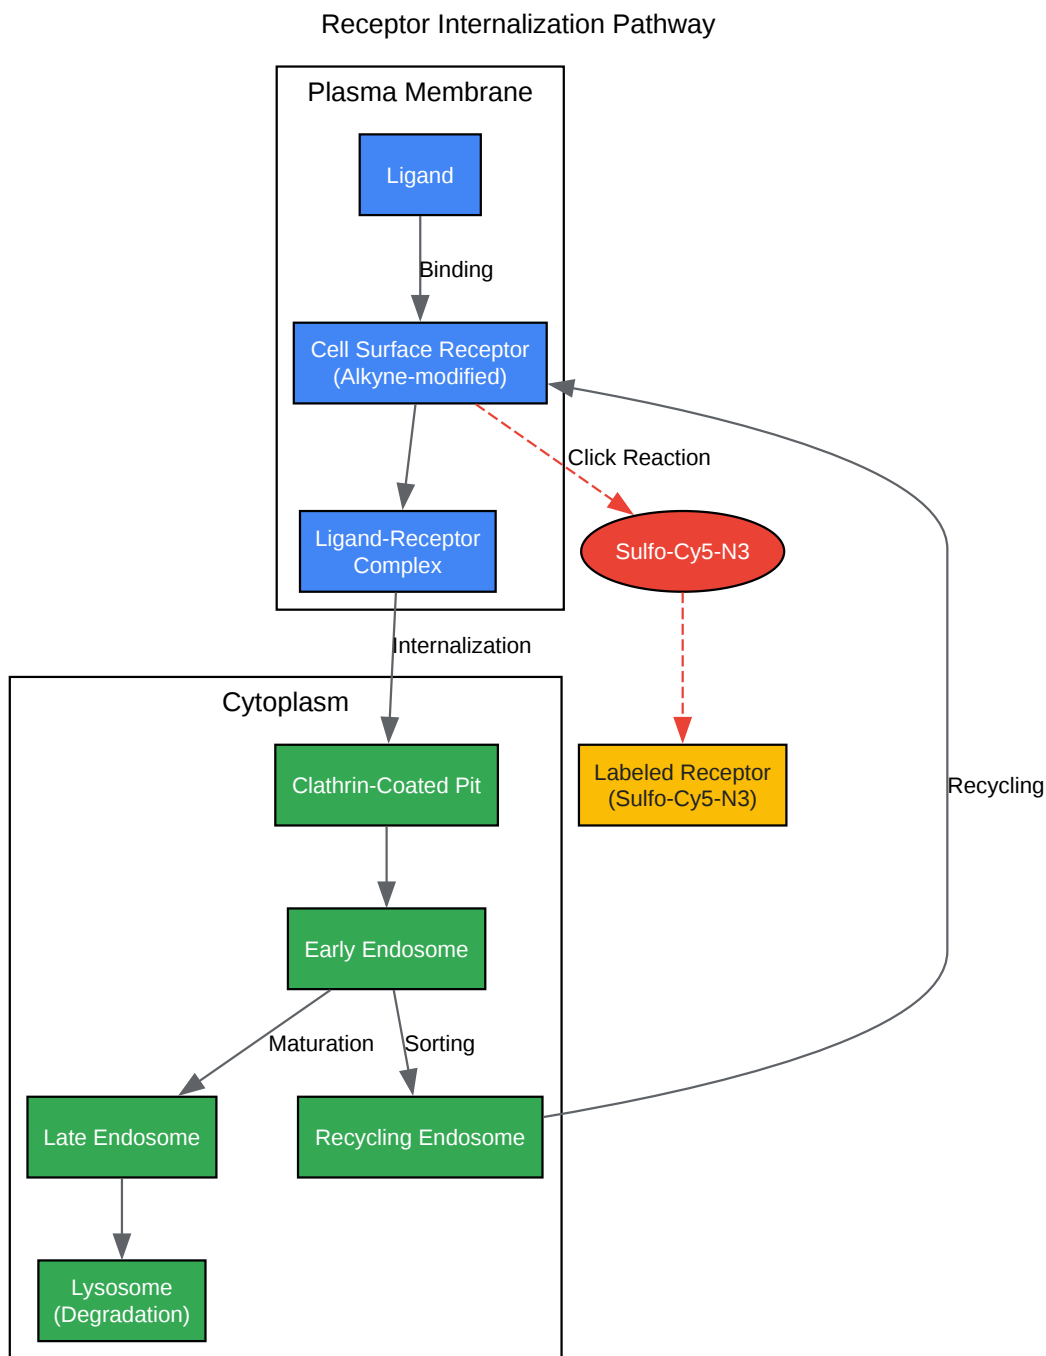 Receptor Internalization Pathway
Plasma Membrane
Ligand
Binding
Cell Surface Receptor
(Alkyne-modified)
Click Reaction
Ligand-Receptor
Complex
Sulfo-Cy5-N3
Internalization
Cytoplasm
Clathrin-Coated Pit
Labeled Receptor
(Sulfo-Cy5-N3)
Recycling
Early Endosome
Maturation
Sorting
Late Endosome
Recycling Endosome
Lysosome
(Degradation)